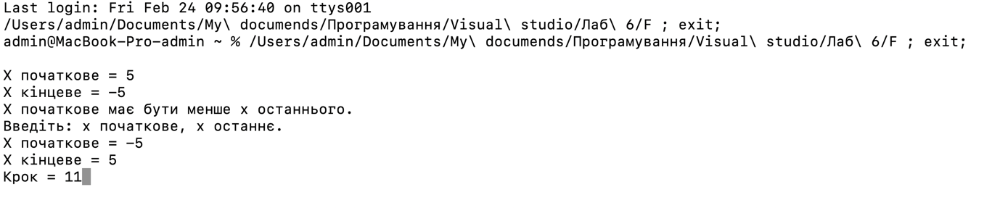 Last login: Fri Feb 24 09:56:40 on ttys001
/Users/admin/Documents/My\ documends/Програмування/Visual\ studio/Лаб\ 6/F ; exit;
admin@MacBook-Pro-admin ~ % /Users/admin/Documents/My\ documends/Програмування/Visual\ studio/Лаб\ 6/F ; exit;
X початкове = 5
X кінцеве = -5
X початкове має бути менше x останнього.
Введіть: x початкове, x останнє.
X початкове = -5
X кінцеве = 5
Крок = 11